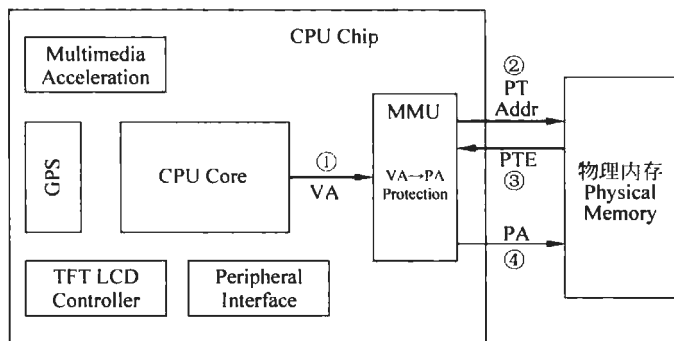 CPU Chip
Multimedia
Acceleration
GPS
CPU Core
①
VA
MMU
VA→PA
Protection
②
PT
Addr
PTE
③
PA
④
物理内存
Physical
Memory
TFT LCD
Controller
Peripheral
Interface